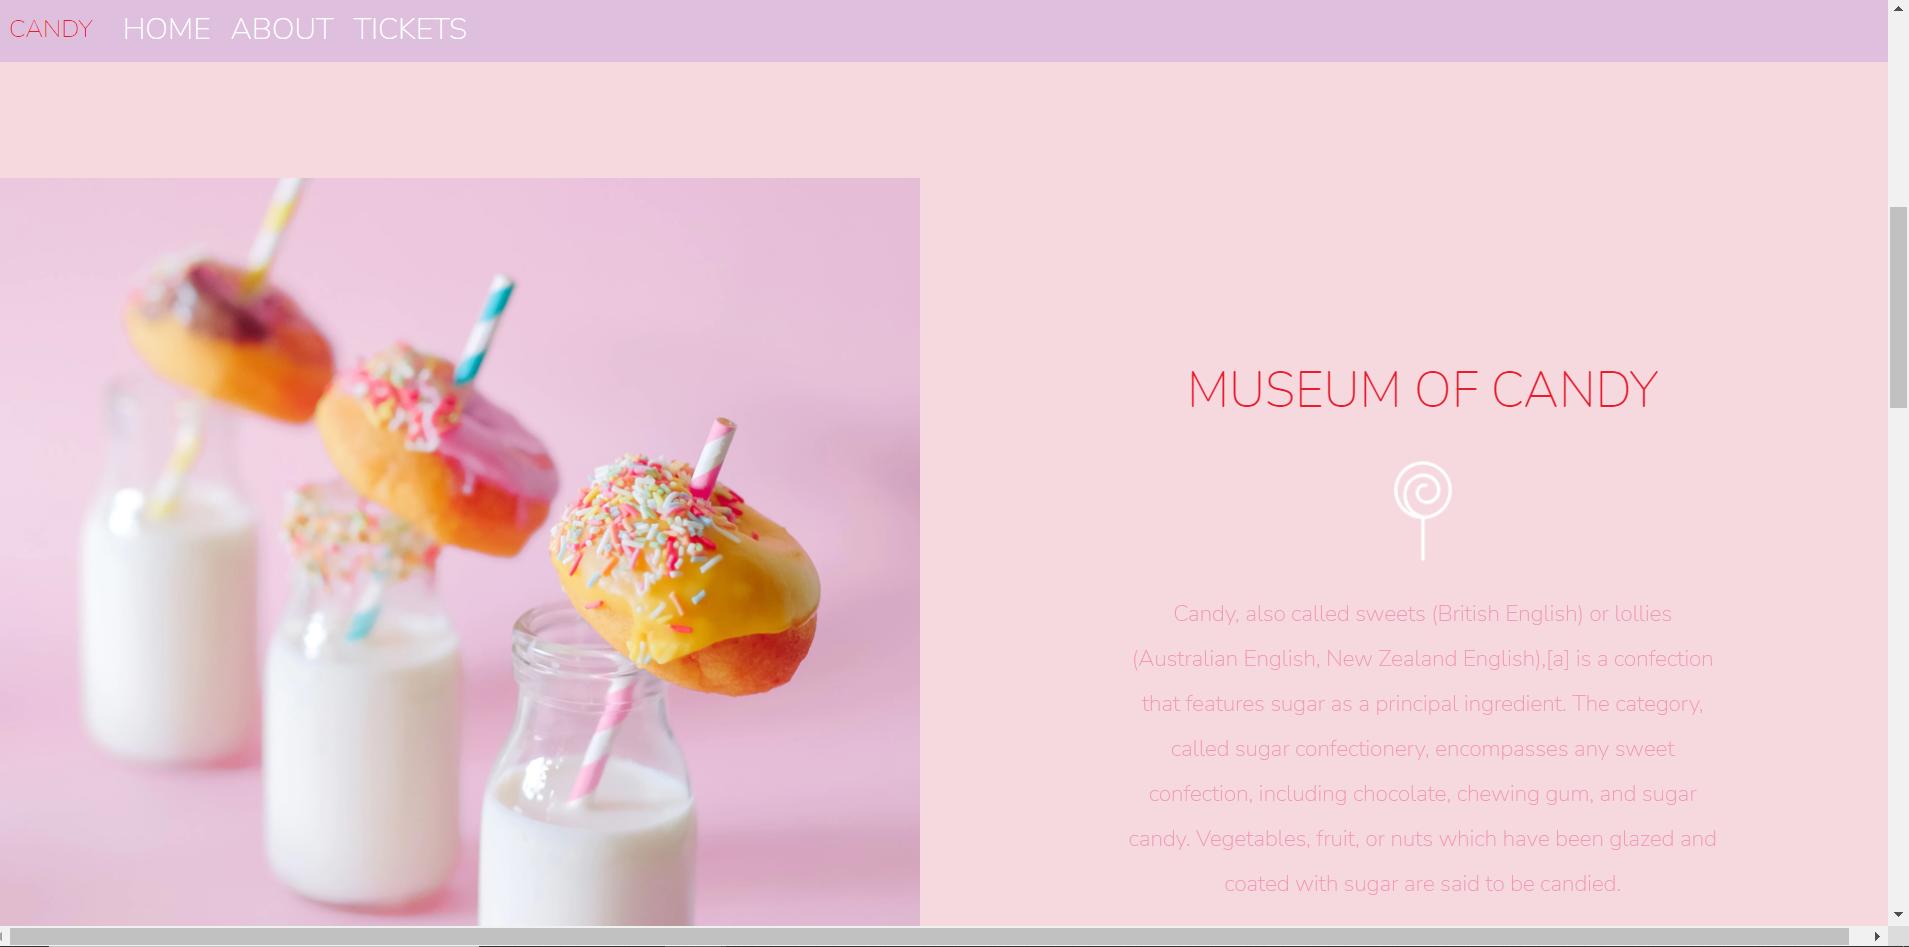 CANDY HOME ABOUT TICKETS
MUSEUM OF CANDY
Candy, also called sweets (British English) or lollies
(Australian English, New Zealand English),[a] is a confection
that features sugar as a principal ingredient. The category,
called sugar confectionery, encompasses any sweet
confection, including chocolate, chewing gum, and sugar
candy. Vegetables, fruit, or nuts which have been glazed and
coated with sugar are said to be candied.